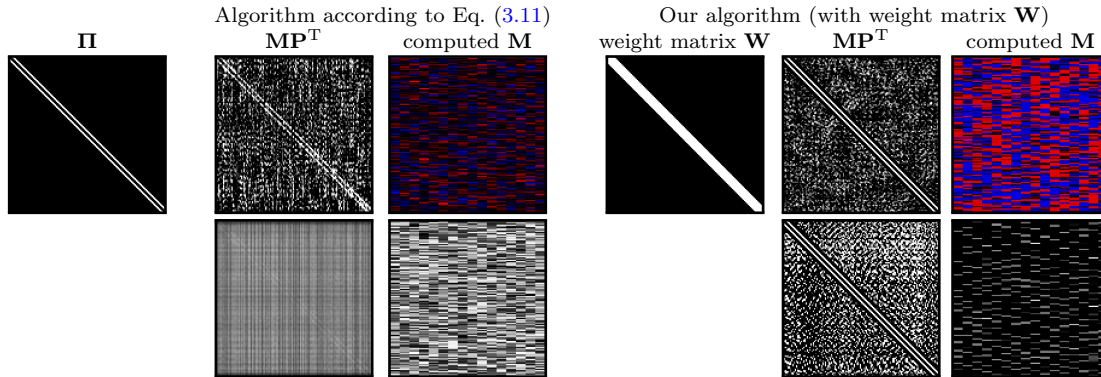 Algorithm according to Eq. (3.11)
Our algorithm (with weight matrix W)
Π
MPᵀ
computed M
weight matrix W
MPᵀ
computed M